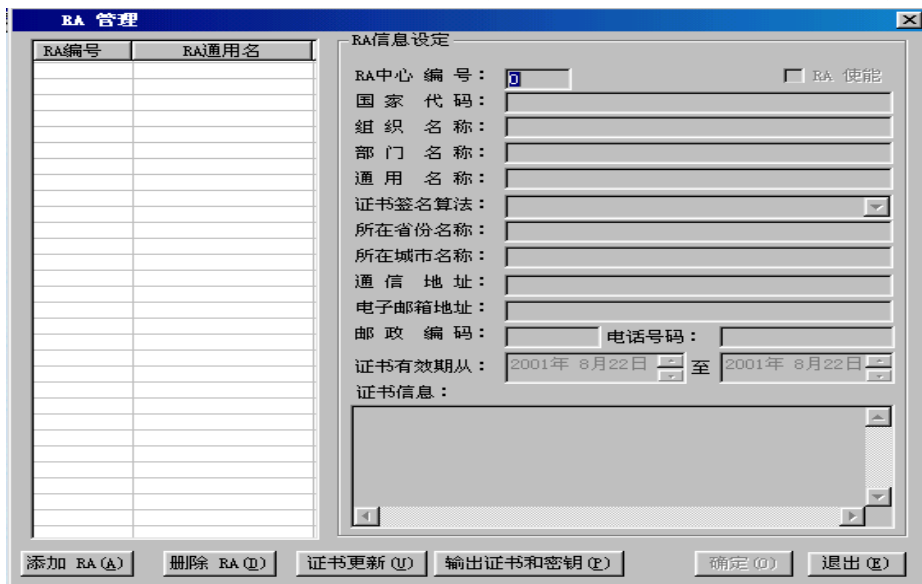 RA 管理
RA编号 RA通用名
RA信息设定
RA中心 编 号： 0 RA 使能
国 家 代 码：
组 织 名 称：
部 门 名 称：
通 用 名 称：
证书签名算法：
所在省份名称：
所在城市名称：
通 信 地 址：
电子邮箱地址：
邮 政 编 码： 电话号码：
证书有效期从： 2001年 8月22日 至 2001年 8月22日
证书信息：
添加 RA(A) 删除 RA(D) 证书更新(U) 输出证书和密钥(P) 确定(O) 退出(E)